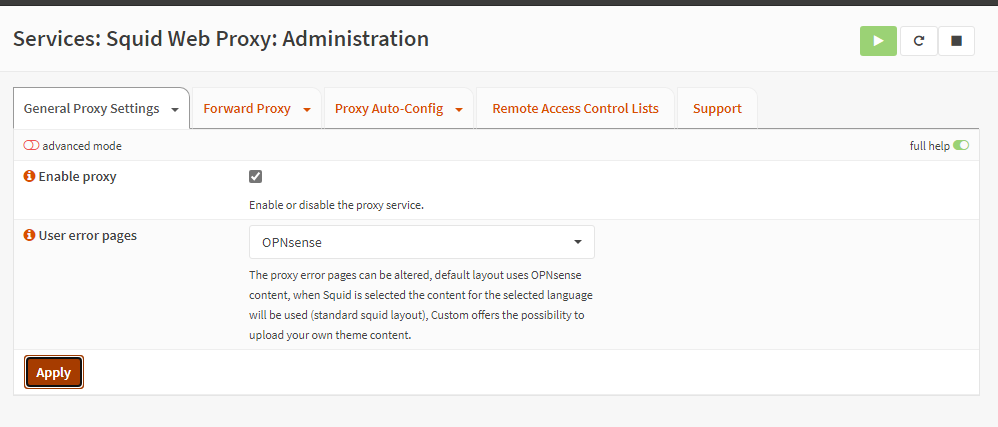 Services: Squid Web Proxy: Administration
General Proxy Settings
Forward Proxy
Proxy Auto-Config
Remote Access Control Lists
Support
advanced mode
full help
Enable proxy
Enable or disable the proxy service.
User error pages
OPNsense
The proxy error pages can be altered, default layout uses OPNsense
content, when Squid is selected the content for the selected language
will be used (standard squid layout), Custom offers the possibility to
upload your own theme content.
Apply